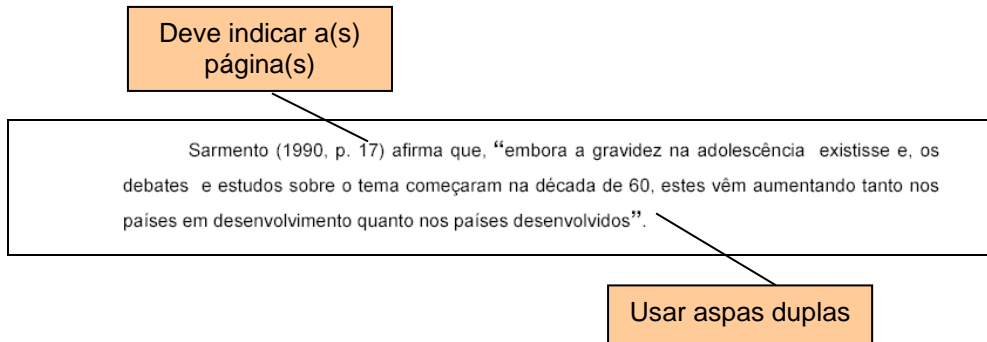 Deve indicar a(s)
página(s)
Sarmento (1990, p. 17) afirma que, “embora a gravidez na adolescência existisse e, os
debates e estudos sobre o tema começaram na década de 60, estes vêm aumentando tanto nos
países em desenvolvimento quanto nos países desenvolvidos”.
Usar aspas duplas